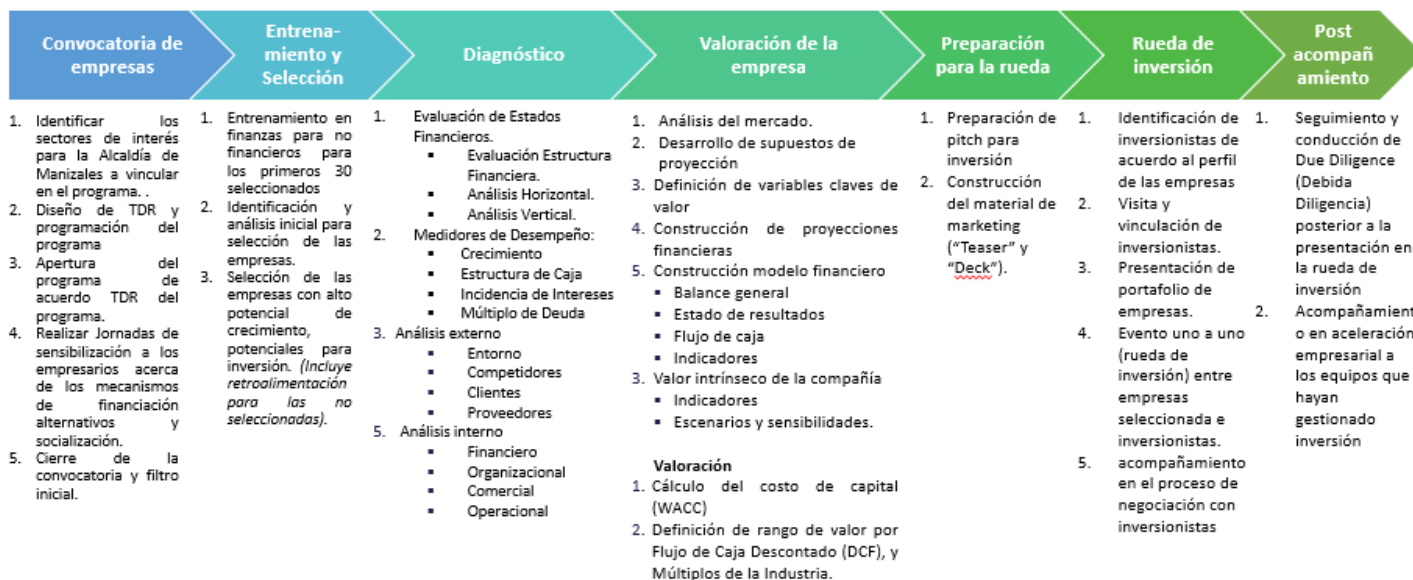 Convocatoria de
empresas
Entrena-
miento y
Selección
Diagnóstico
Valoración de la
empresa
Preparación
para la rueda
Rueda de
inversión
Post
acompañ
amiento
1. Identificar los
sectores de interés
para la Alcaldía de
Manizales a vincular
en el programa. .
2. Diseño de TDR y
programación del
programa
3. Apertura del
programa de
acuerdo TDR del
programa.
4. Realizar Jornadas de
sensibilización a los
empresarios acerca
de los mecanismos
de financiación
alternativos y
socialización.
5. Cierre de la
convocatoria y filtro
inicial.
1. Entrenamiento en
finanzas para no
financieros para
los primeros 30
seleccionados
2. Identificación y
análisis inicial para
selección de las
empresas.
3. Selección de las
empresas con alto
potencial de
crecimiento,
potenciales para
inversión. (Incluye
retroalimentación
para las no
seleccionadas).
1. Evaluación de Estados
Financieros.
▪ Evaluación Estructura
Financiera.
▪ Análisis Horizontal.
▪ Análisis Vertical.
2. Medidores de Desempeño:
▪ Crecimiento
▪ Estructura de Caja
▪ Incidencia de Intereses
▪ Múltiplo de Deuda
3. Análisis externo
▪ Entorno
▪ Competidores
▪ Clientes
▪ Proveedores
5. Análisis interno
▪ Financiero
▪ Organizacional
▪ Comercial
▪ Operacional
1. Análisis del mercado.
2. Desarrollo de supuestos de
proyección
3. Definición de variables claves de
valor
4. Construcción de proyecciones
financieras
5. Construcción modelo financiero
▪ Balance general
▪ Estado de resultados
▪ Flujo de caja
▪ Indicadores
3. Valor intrínseco de la compañía
▪ Indicadores
▪ Escenarios y sensibilidades.
Valoración
1. Cálculo del costo de capital
(WACC)
2. Definición de rango de valor por
Flujo de Caja Descontado (DCF), y
Múltiplos de la Industria.
1. Preparación de
pitch para
inversión
2. Construcción
del material de
marketing
(“Teaser” y
“Deck”).
1. Identificación de
inversionistas de
acuerdo al perfil
de las empresas
2. Visita y
vinculación de
inversionistas.
3. Presentación de
portafolio de
empresas.
4. Evento uno a uno
(rueda de
inversión) entre
empresas
seleccionada e
inversionistas.
5. acompañamiento
en el proceso de
negociación con
inversionistas
1. Seguimiento y
conducción de
Due Diligence
(Debida
Diligencia)
posterior a la
presentación en
la rueda de
inversión
2. Acompañamient
o en aceleración
empresarial a
los equipos que
hayan
gestionado
inversión